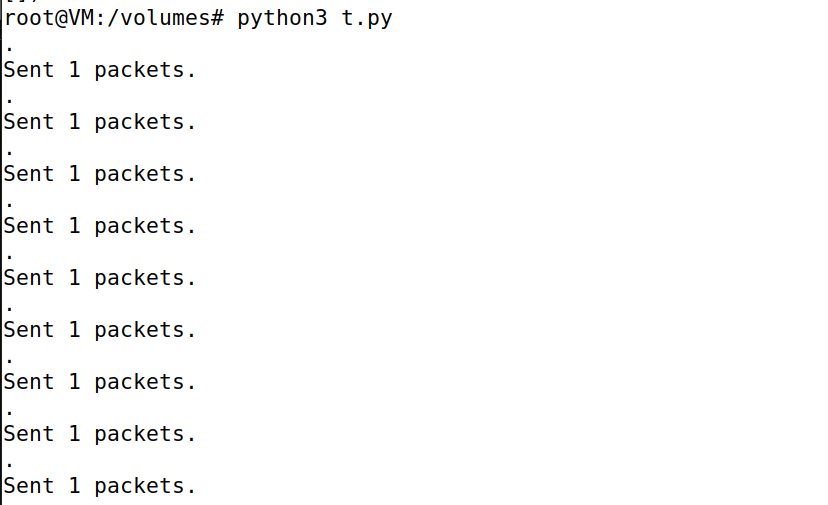 root@VM:/volumes# python3 t.py
.
Sent 1 packets.
.
Sent 1 packets.
.
Sent 1 packets.
.
Sent 1 packets.
.
Sent 1 packets.
.
Sent 1 packets.
.
Sent 1 packets.
.
Sent 1 packets.
.
Sent 1 packets.